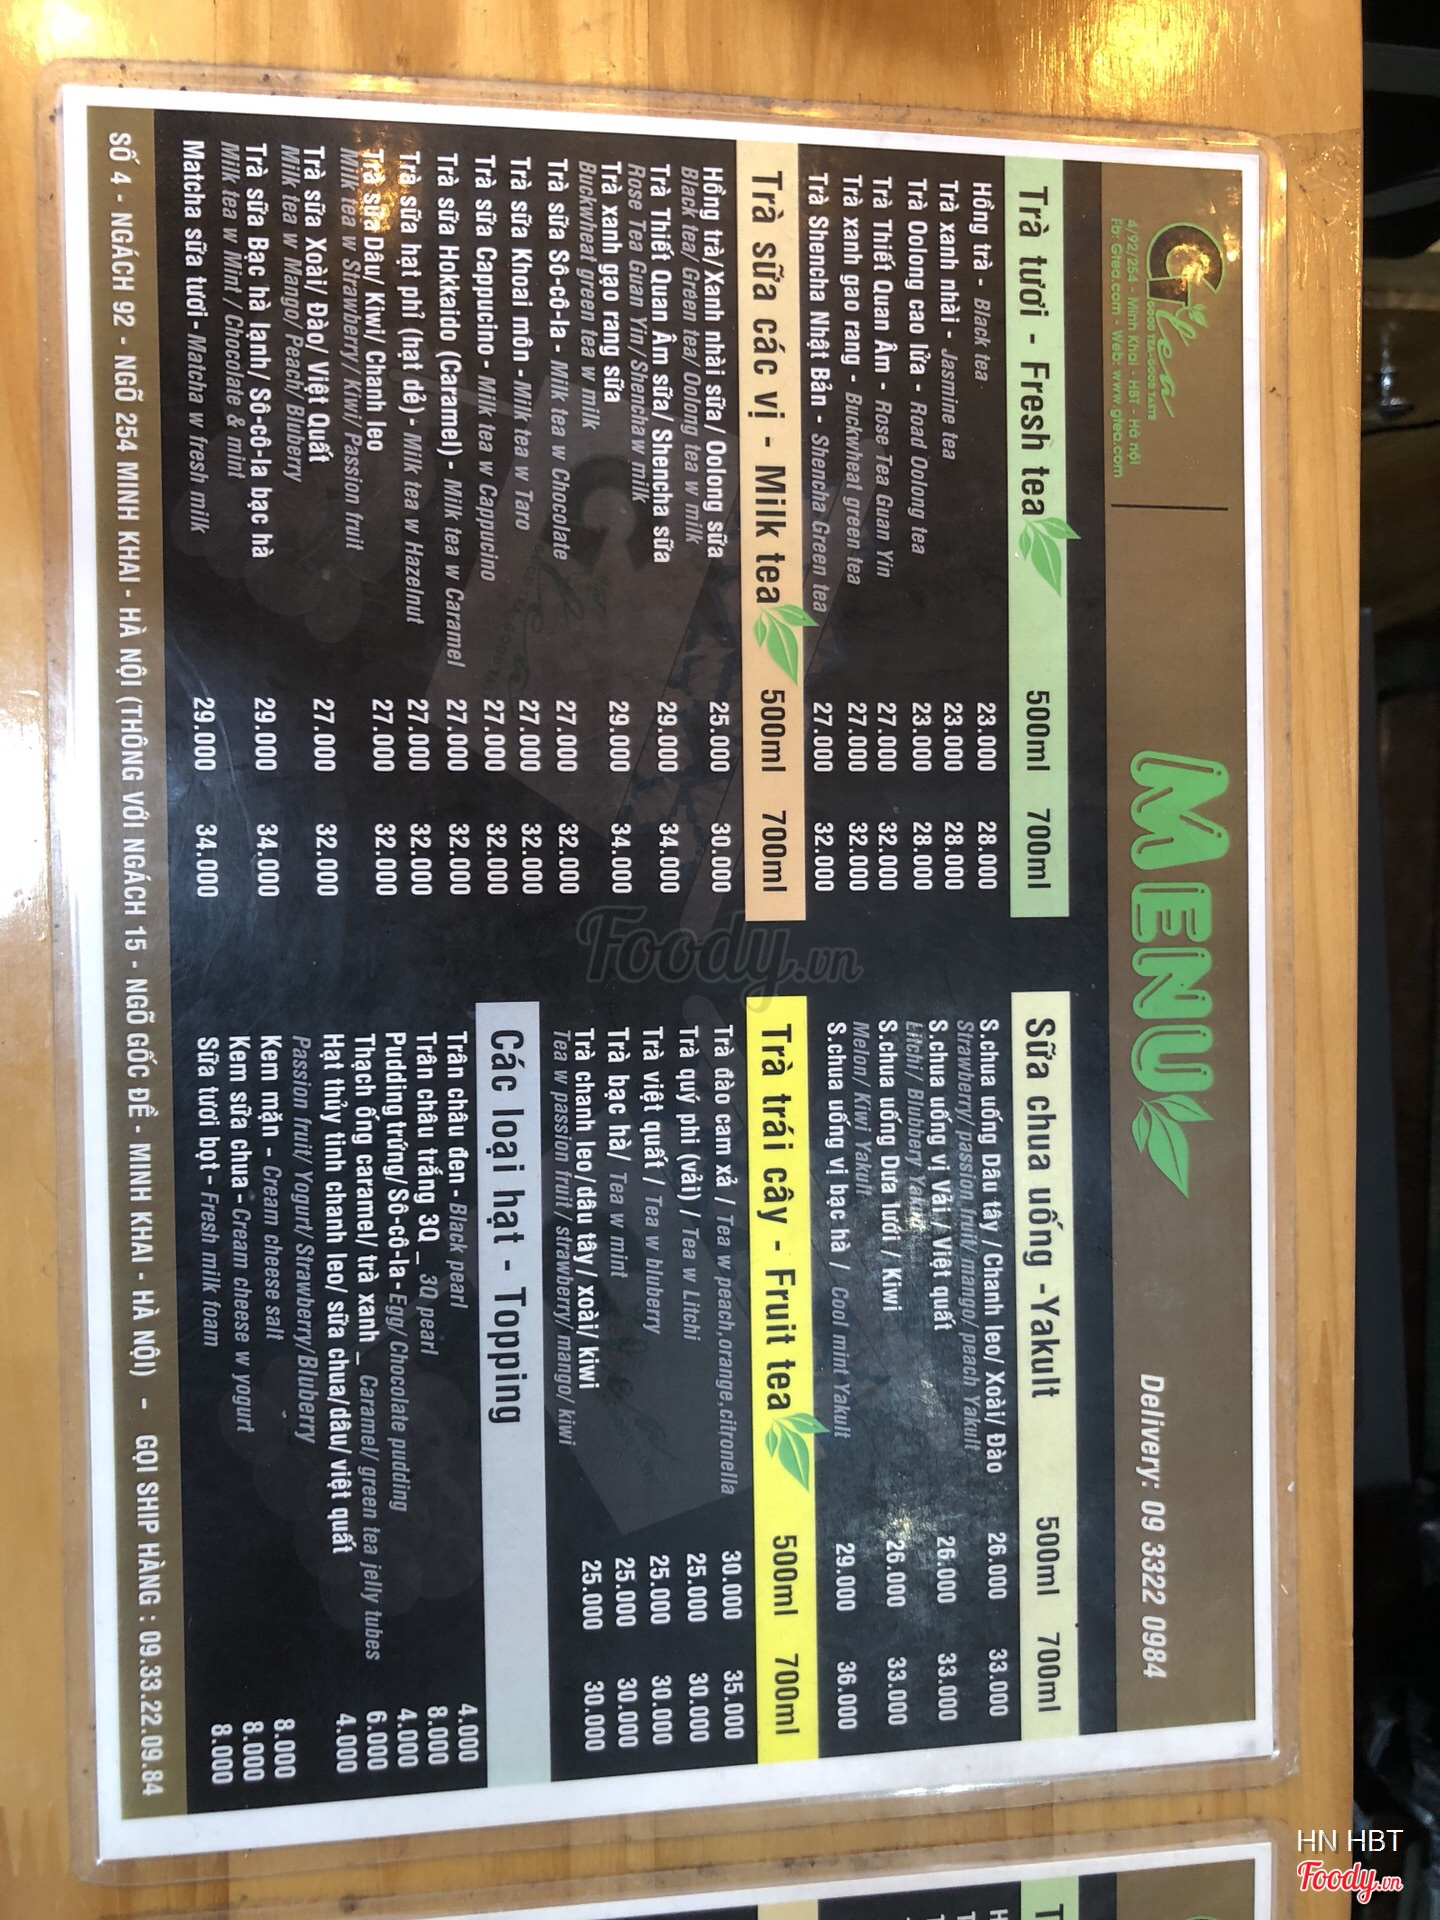 Gtea
GOOD TEA-GOOD TASTE
4/92/254 - Minh Khai - HBT - Hà nội
Fb: Gtea.com - Web: www.gtea.com
MENU
Delivery: 09 3322 0984
Trà tươi - Fresh tea 500ml 700ml
Hồng trà - Black tea 23.000 28.000
Trà xanh nhài - Jasmine tea 23.000 28.000
Trà Oolong cao lửa - Road Oolong tea 23.000 28.000
Trà Thiết Quan Âm - Rose Tea Guan Yin 27.000 32.000
Trà xanh gao rang - Buckwheat green tea 27.000 32.000
Trà Shencha Nhật Bản - Shencha Green tea 27.000 32.000
Trà sữa các vị - Milk tea 500ml 700ml
Hồng trà/ Xanh nhài sữa/ Oolong sữa 25.000 30.000
Black tea/ Green tea/ Oolong tea w milk
Trà Thiết Quan Âm sữa/ Shencha sữa 29.000 34.000
Rose Tea Guan Yin / Shencha w milk
Trà xanh gạo rang sữa 29.000 34.000
Buckwheat green tea w milk
Trà sữa Sô-cô-la - Milk tea w Chocolate 27.000 32.000
Trà sữa Khoai môn - Milk tea w Taro 27.000 32.000
Trà sữa Cappucino - Milk tea w Cappucino 27.000 32.000
Trà sữa Hokkado (Caramel) - Milk tea w Caramel 27.000 32.000
Trà sữa hạt phỉ (hạt dẻ) - Milk tea w Hazelnut 27.000 32.000
Trà sữa Dâu/ Kiwi/ Chanh leo 27.000 32.000
Milk tea w Strawberry/ Kiwi/ Passion fruit
Trà sữa Xoài/ Đào/ Việt Quất 27.000 32.000
Milk tea w Mango/ Peach/ Bluberry
Trà sữa Bạc hà lạnh/ Sô-cô-la bạc hà 29.000 34.000
Milk tea w Mint / Chocolate & mint
Matcha sữa tươi - Matcha w fresh milk 29.000 34.000
Sữa chua uống -Yakult 500ml 700ml
S.chua uống Dâu tây / Chanh leo/ Xoài/ Đào 26.000 33.000
Strawberry/ passion fruit/ mango/ peach Yakult
S.chua uống vị Vải / Việt quất 26.000 33.000
Litchi / Blubbery Yakult
S.chua uống Dưa lưới / Kiwi 26.000 33.000
Melon/ Kiwi Yakult
S.chua uống vị bạc hà / Cool mint Yakult 29.000 36.000
Trà trái cây - Fruit tea 500ml 700ml
Trà đào cam xả / Tea w peach,orange,citronella 30.000 35.000
Trà quý phi (vải) / Tea w Litchi 25.000 30.000
Trà việt quất / Tea w bluberry 25.000 30.000
Trà bạc hà/ Tea w mint 25.000 30.000
Trà chanh leo/dâu tây/ xoài/ kiwi 25.000 30.000
Tea w passion fruit / strawberry/ mango/ kiwi
Các loại hạt - Topping
Trân châu đen - Black pearl 4.000
Trân châu trắng 3Q _ 3Q pearl 8.000
Pudding trứng/ Sô-cô-la - Egg/ Chocolate pudding 4.000
Thạch ống caramel/ trà xanh _ Caramel/ green tea jelly tubes 6.000
Hạt thủy tinh chanh leo/ sữa chua/dâu/ việt quất 4.000
Passion fruit/ Yogurt/ Strawberry/Bluberry
Kem mặn - Cream cheese salt 8.000
Kem sữa chua - Cream cheese w yogurt 8.000
Sữa tươi bọt - Fresh milk foam 8.000
SỐ 4 - NGÁCH 92 - NGÕ 254 MINH KHAI - HÀ NỘI (THÔNG VỚI NGÁCH 15 - NGÕ GỐC ĐỀ - MINH KHAI - HÀ NỘI) - GỌI SHIP HÀNG : 09.33.22.09.84
Foody.vn
HN HBT
Foody.vn